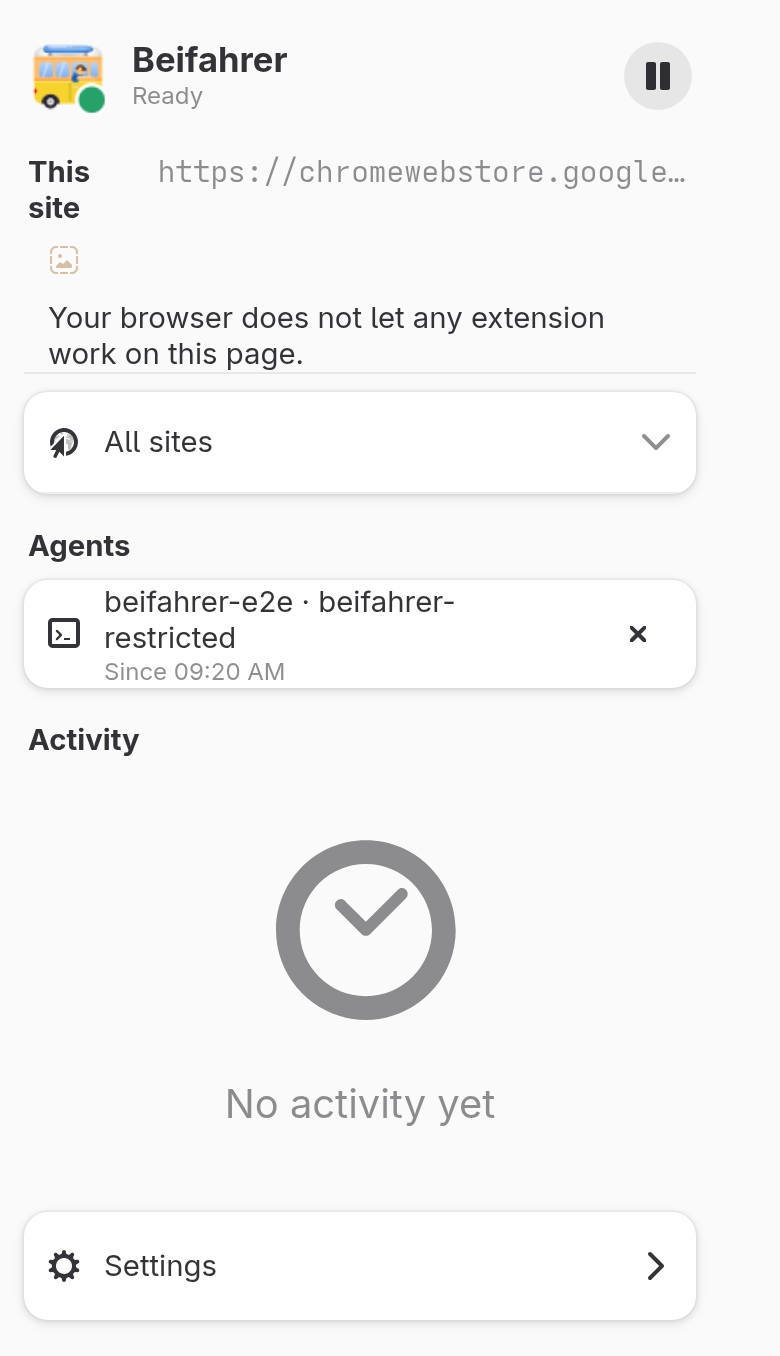 Beifahrer
Ready
This
site
https://chromewebstore.google…
Your browser does not let any extension
work on this page.
All sites
Agents
beifahrer-e2e · beifahrer-
restricted
Since 09:20 AM
Activity
No activity yet
Settings